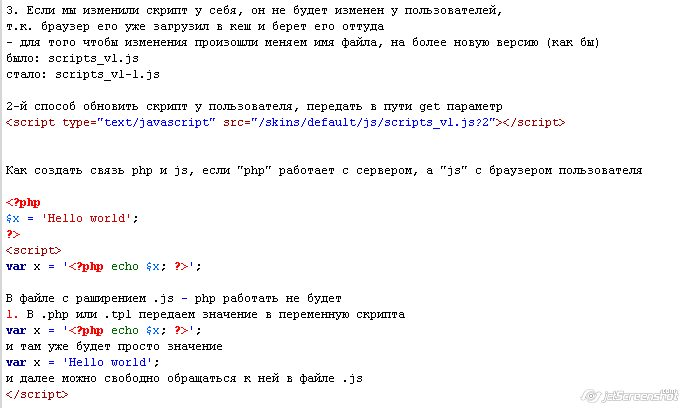 3. Если мы изменили скрипт у себя, он не будет изменен у пользователей,
т.к. браузер его уже загрузил в кеш и берет его оттуда
- для того чтобы изменения произошли меняем имя файла, на более новую версию (как бы)
было: scripts_v1.js
стало: scripts_v1-1.js
2-й способ обновить скрипт у пользователя, передать в пути get параметр
<script type="text/javascript" src="/skins/default/js/scripts_v1.js?2"></script>
Как создать связь php и js, если "php" работает с сервером, а "js" с браузером пользователя
<?php
$x = 'Hello world';
?>
<script>
var x = '<?php echo $x; ?>';
В файле с раширением .js - php работать не будет
1. В .php или .tpl передаем значение в переменную скрипта
var x = '<?php echo $x; ?>';
и там уже будет просто значение
var x = 'Hello world';
и далее можно свободно обращаться к ней в файле .js
</script>